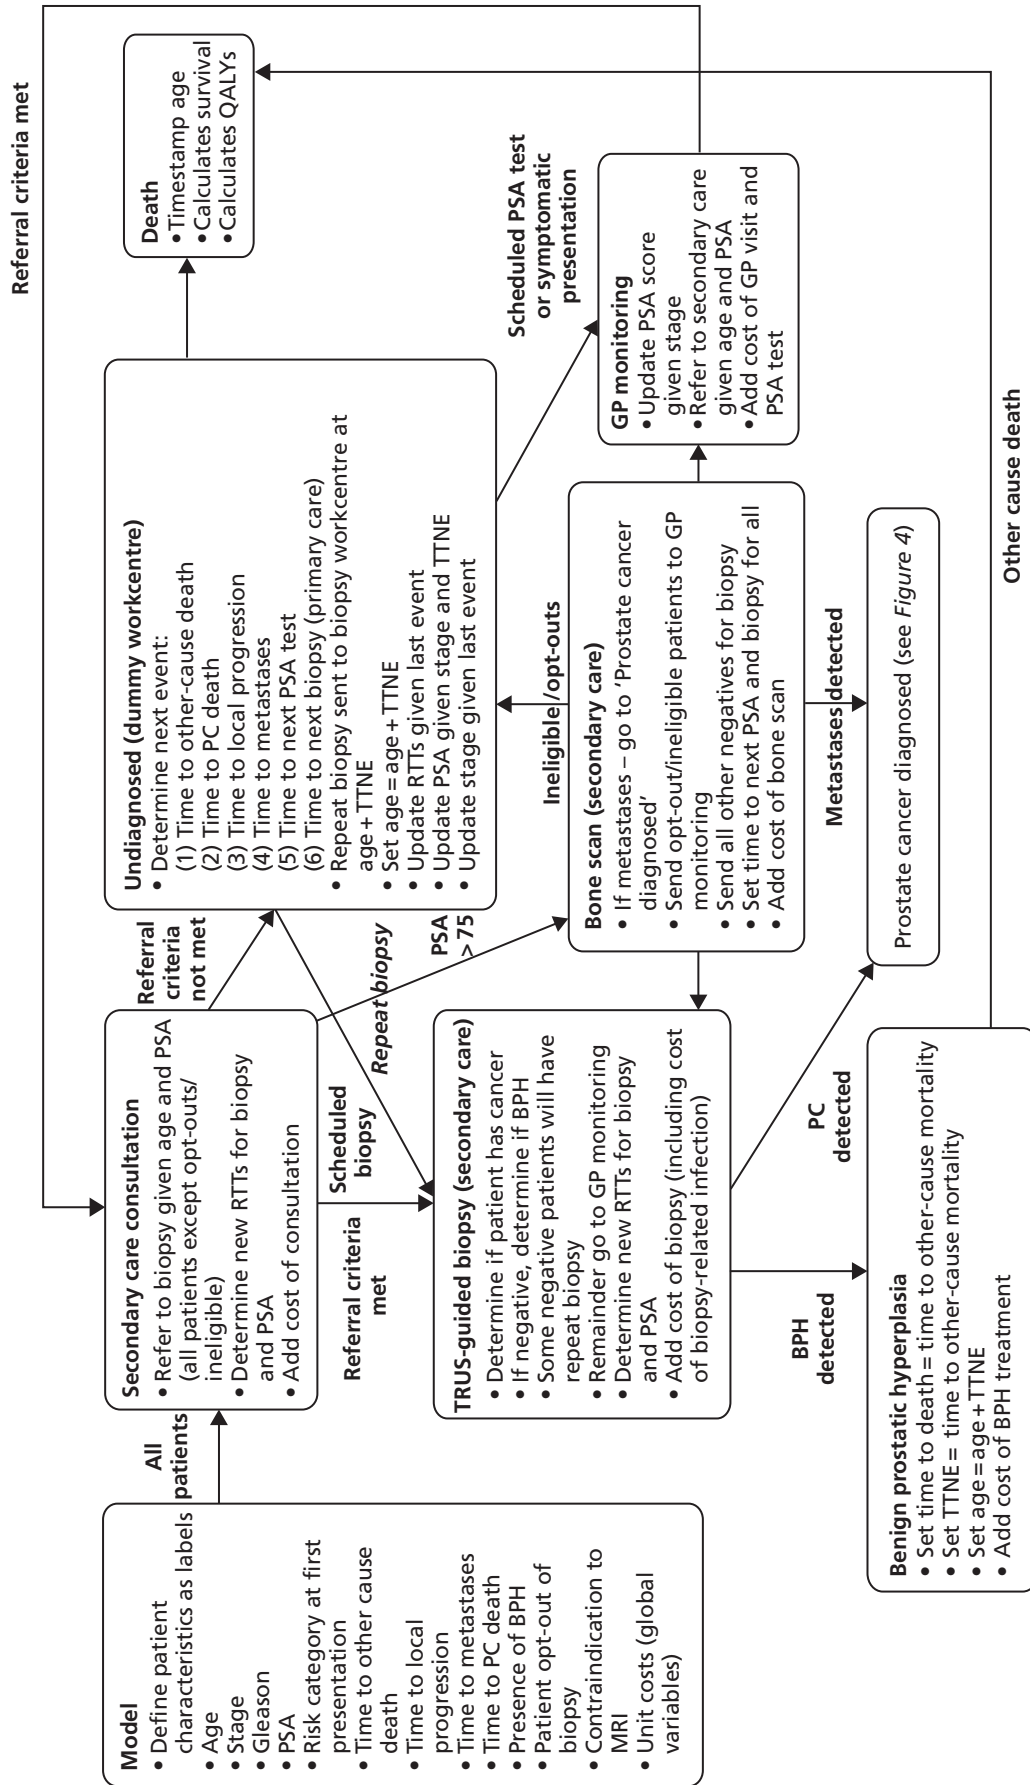 Model
• Define patient
characteristics as labels
• Age
• Stage
• Gleason
• PSA
• Risk category at first
presentation
• Time to other cause
death
• Time to local
progression
• Time to metastases
• Time to PC death
• Presence of BPH
• Patient opt-out of
biopsy
• Contraindication to
MRI
• Unit costs (global
variables)
All
patients
Secondary care consultation
• Refer to biopsy given age and PSA
(all patients except opt-outs/
ineligible)
• Determine new RTTs for biopsy
and PSA
• Add cost of consultation
Referral criteria
not met
Referral criteria
met
Scheduled
biopsy
Repeat biopsy
PSA
> 75
Undiagnosed (dummy workcentre)
• Determine next event:
(1) Time to other-cause death
(2) Time to PC death
(3) Time to local progression
(4) Time to metastases
(5) Time to next PSA test
(6) Time to next biopsy (primary care)
• Repeat biopsy sent to biopsy workcentre at
age + TTNE
• Set age = age + TTNE
• Update RTTs given last event
• Update PSA given stage and TTNE
• Update stage given last event
Death
• Timestamp age
• Calculates survival
• Calculates QALYs
Referral criteria met
TRUS-guided biopsy (secondary care)
• Determine if patient has cancer
• If negative, determine if BPH
• Some negative patients will have
repeat biopsy
• Remainder go to GP monitoring
• Determine new RTTs for biopsy
and PSA
• Add cost of biopsy (including cost
of biopsy-related infection)
Ineligible/opt-outs
Bone scan (secondary care)
• If metastases – go to ‘Prostate cancer
diagnosed’
• Send opt-out/ineligible patients to GP
monitoring
• Send all other negatives for biopsy
• Set time to next PSA and biopsy for all
• Add cost of bone scan
Scheduled PSA test
or symptomatic
presentation
GP monitoring
• Update PSA score
given stage
• Refer to secondary care
given age and PSA
• Add cost of GP visit and
PSA test
BPH
detected
PC
detected
Metastases detected
Benign prostatic hyperplasia
• Set time to death = time to other-cause mortality
• Set TTNE = time to other-cause mortality
• Set age = age + TTNE
• Add cost of BPH treatment
Prostate cancer diagnosed (see Figure 4)
Other cause death